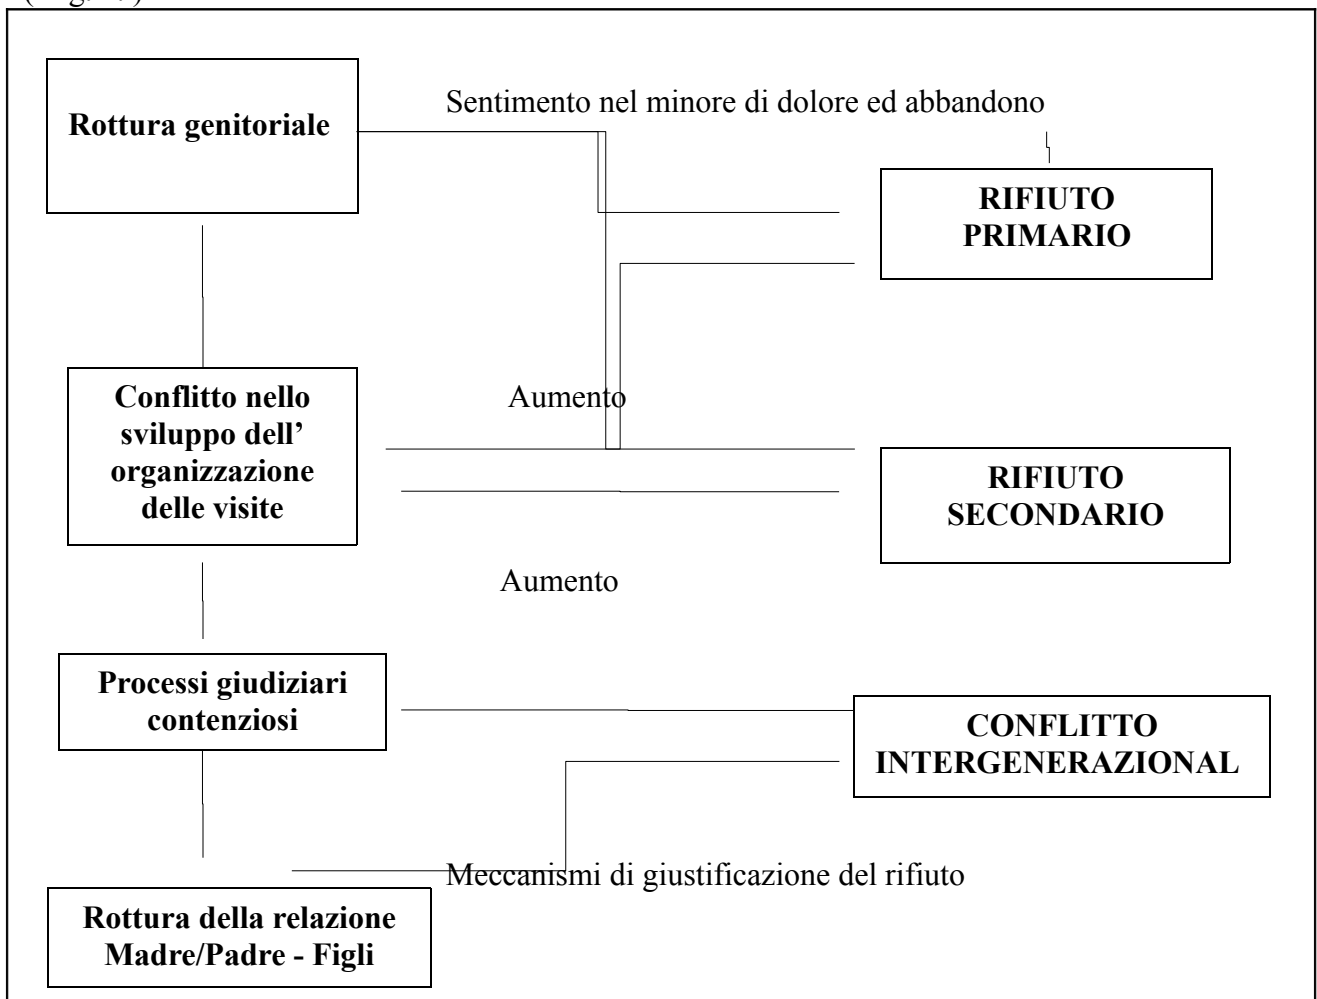 Rottura genitoriale
Sentimento nel minore di dolore ed abbandono
RIFIUTO
PRIMARIO
Conflitto nello
sviluppo dell’
organizzazione
delle visite
Aumento
RIFIUTO
SECONDARIO
Aumento
Processi giudiziari
contenziosi
CONFLITTO
INTERGENERAZIONAL
Meccanismi di giustificazione del rifiuto
Rottura della relazione
Madre/Padre - Figli